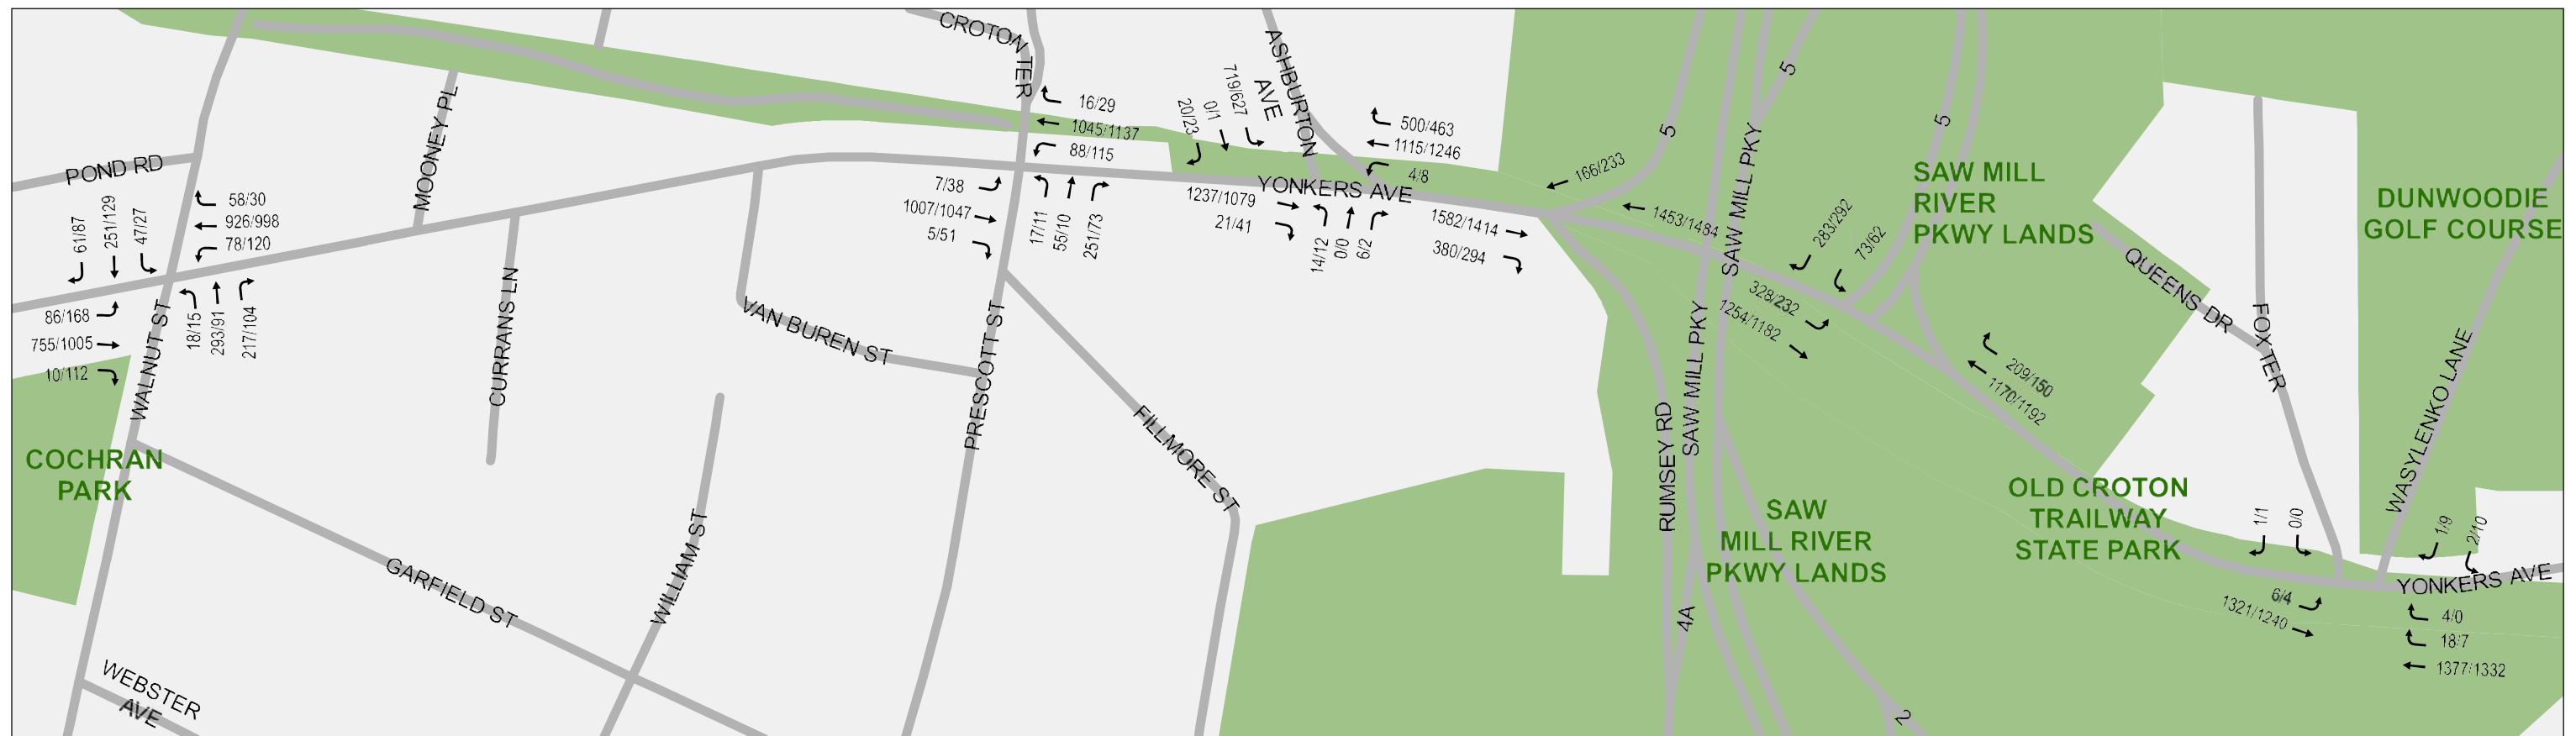 CROTON TER
ASHBURTON
AVE
POND RD
MOONEY PL
58/30
926/998
78/120
61/87
251/129
47/27
86/168
755/1005
10/112
18/15
293/91
217/104
WALNUT ST
COCHRAN
PARK
CURRANS LN
VAN BUREN ST
PRESCOTT ST
FILLMORE ST
GARFIELD ST
WILLIAM ST
WEBSTER
AVE
16/29
1045/1137
88/115
7/38
1007/1047
5/51
17/11
55/10
251/73
20/23
0/1
719/627
500/463
1115/1246
4/8
YONKERS AVE
1237/1079
21/41
14/12
0/0
6/2
1582/1414
380/294
166/233
1453/1484
5
5
5
SAW MILL PKY
SAW MILL PKY
RUMSEY RD
4A
2
283/292
73/62
328/232
1254/1182
209/150
1170/1192
SAW MILL
RIVER
PKWY LANDS
SAW
MILL RIVER
PKWY LANDS
OLD CROTON
TRAILWAY
STATE PARK
QUEENS DR
FOX TER
DUNWOODIE
GOLF COURSE
WASYLENKO LANE
1/1
0/0
1/9
2/10
YONKERS AVE
6/4
1321/1240
4/0
18/7
1377/1332